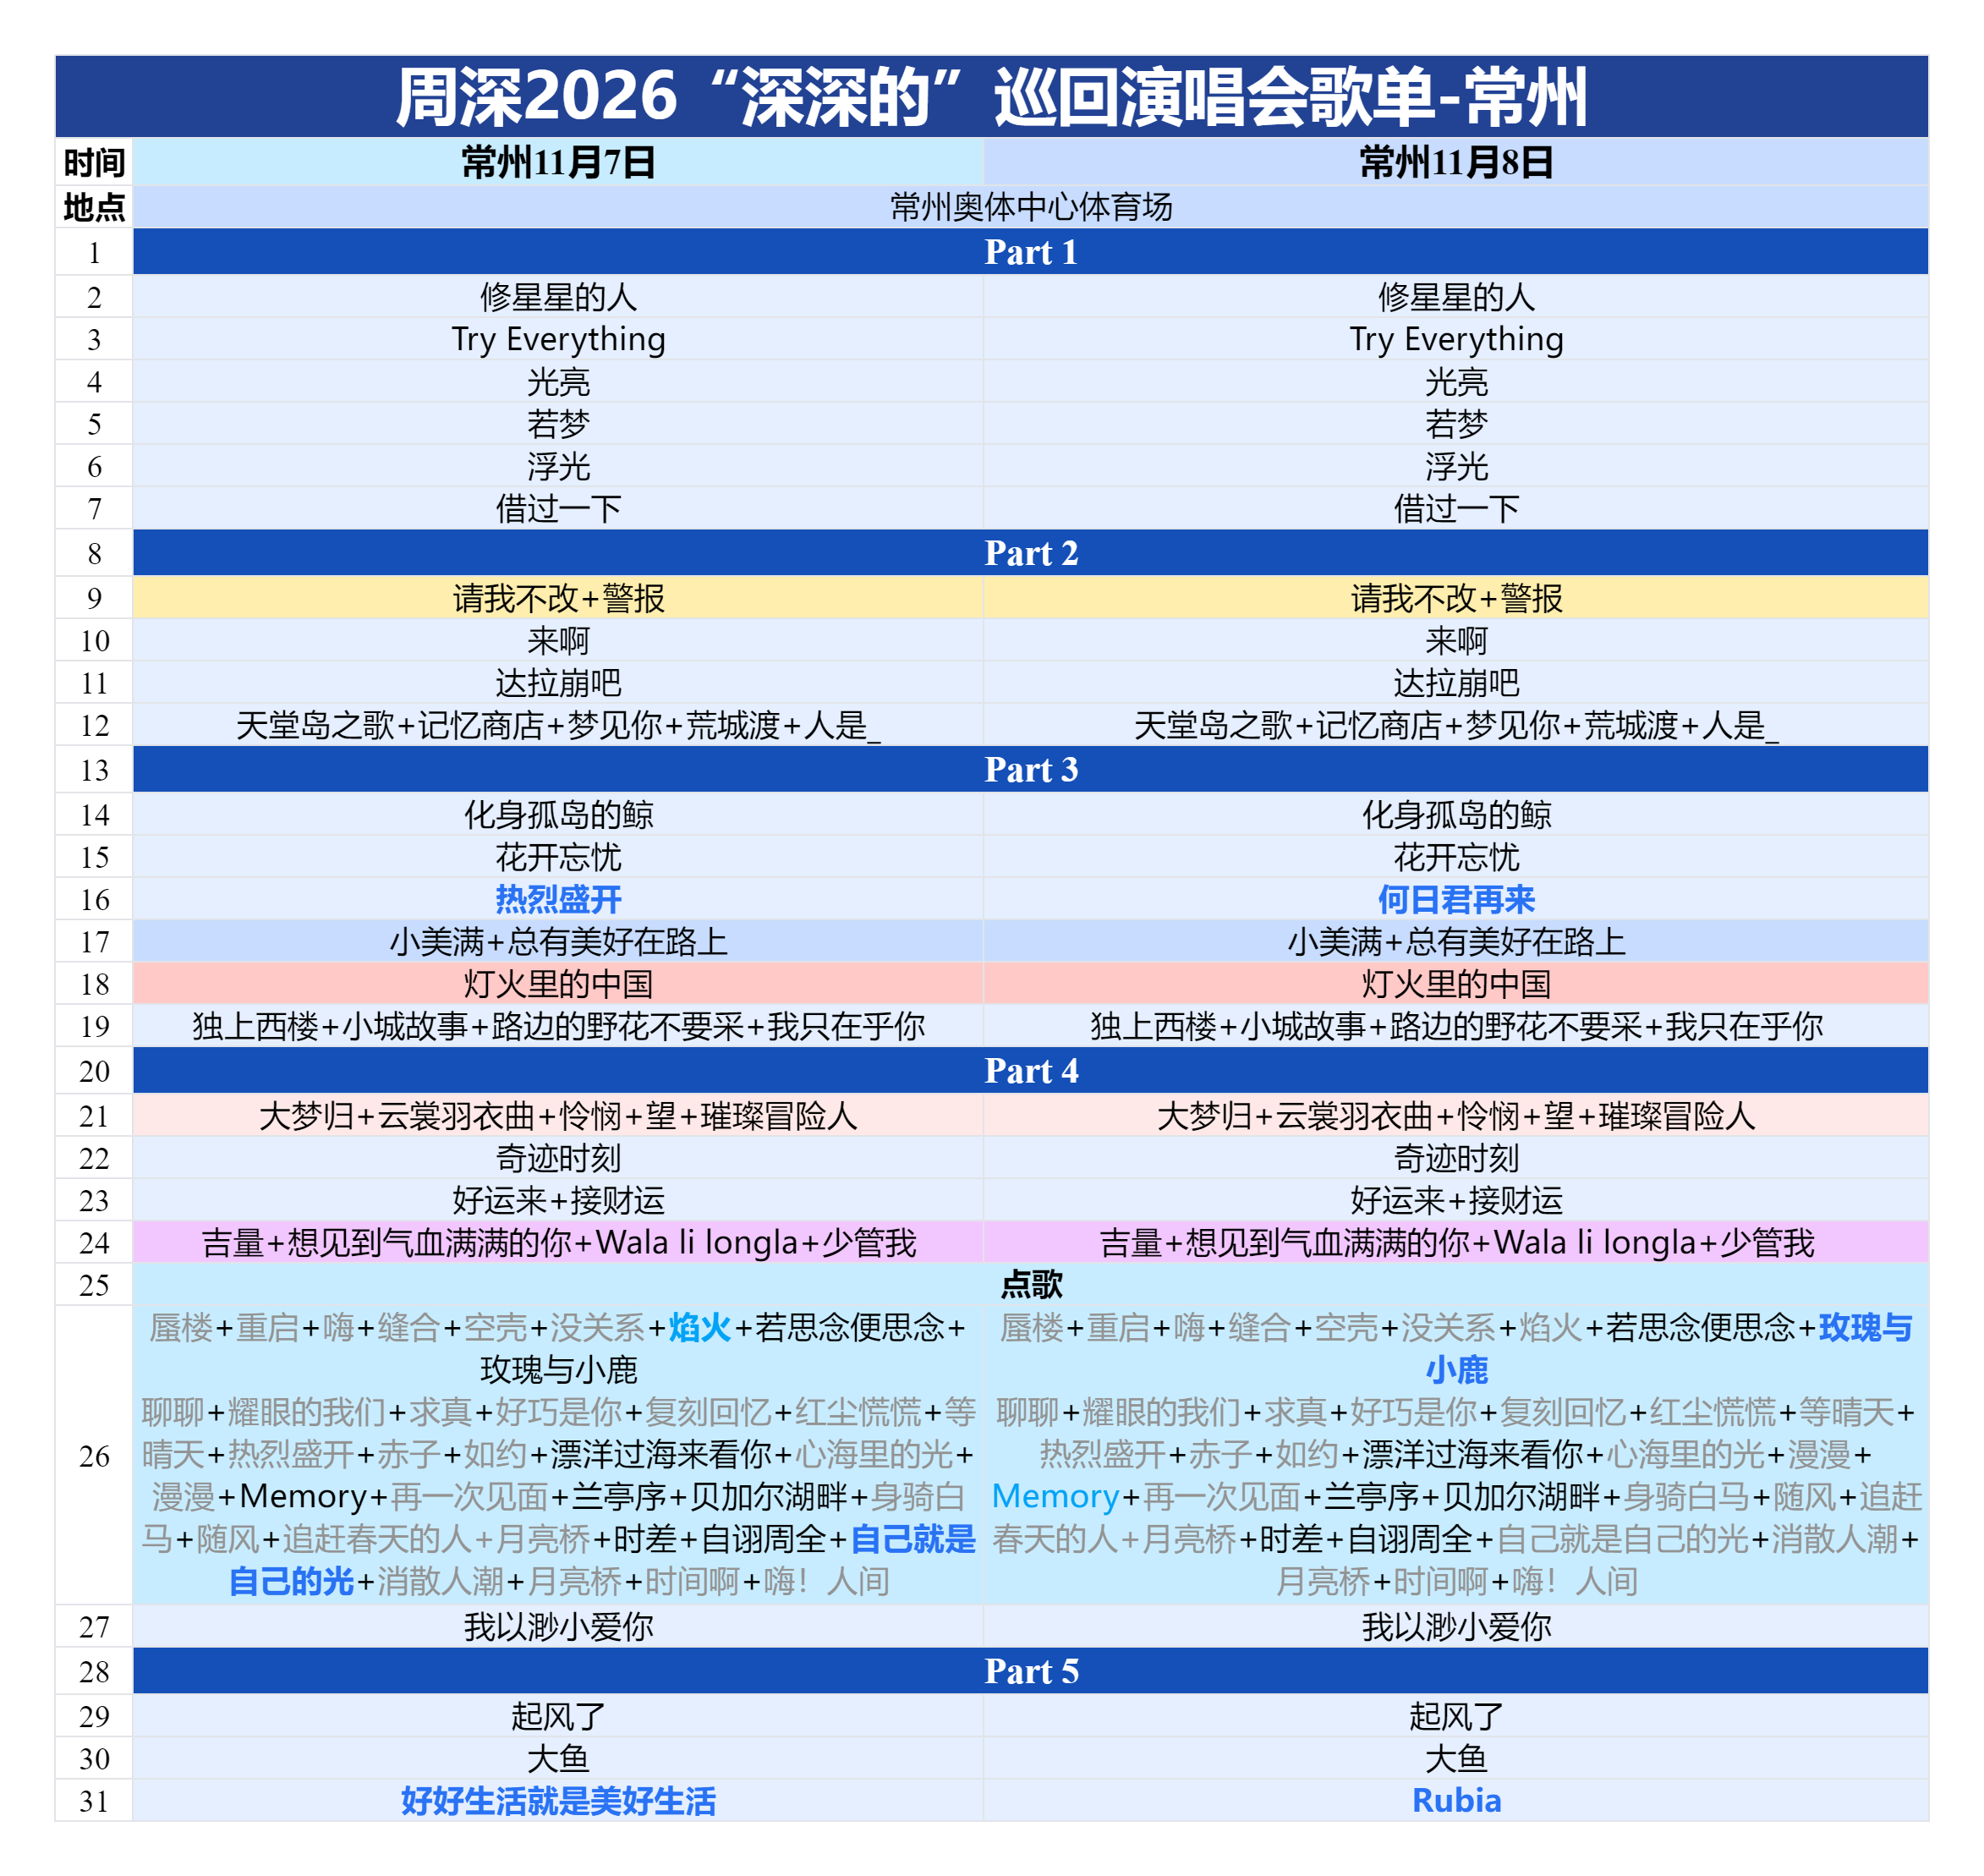 周深2026“深深的”巡回演唱会歌单-常州
时间 常州11月7日 常州11月8日
地点 常州奥体中心体育场
1 Part 1
2 修星星的人 修星星的人
3 Try Everything Try Everything
4 光亮 光亮
5 若梦 若梦
6 浮光 浮光
7 借过一下 借过一下
8 Part 2
9 请我不改+警报 请我不改+警报
10 来啊 来啊
11 达拉崩吧 达拉崩吧
12 天堂岛之歌+记忆商店+梦见你+荒城渡+人是_ 天堂岛之歌+记忆商店+梦见你+荒城渡+人是_
13 Part 3
14 化身孤岛的鲸 化身孤岛的鲸
15 花开忘忧 花开忘忧
16 热烈盛开 何日君再来
17 小美满+总有美好在路上 小美满+总有美好在路上
18 灯火里的中国 灯火里的中国
19 独上西楼+小城故事+路边的野花不要采+我只在乎你 独上西楼+小城故事+路边的野花不要采+我只在乎你
20 Part 4
21 大梦归+云裳羽衣曲+怜悯+望+璀璨冒险人 大梦归+云裳羽衣曲+怜悯+望+璀璨冒险人
22 奇迹时刻 奇迹时刻
23 好运来+接财运 好运来+接财运
24 吉量+想见到气血满满的你+Wala li longla+少管我 吉量+想见到气血满满的你+Wala li longla+少管我
25 点歌
26
蜃楼+重启+嗨+缝合+空壳+没关系+焰火+若思念便思念+
玫瑰与小鹿
聊聊+耀眼的我们+求真+好巧是你+复刻回忆+红尘慌慌+等
晴天+热烈盛开+赤子+如约+漂洋过海来看你+心海里的光+
漫漫+Memory+再一次见面+兰亭序+贝加尔湖畔+身骑白
马+随风+追赶春天的人+月亮桥+时差+自诩周全+自己就是
自己的光+消散人潮+月亮桥+时间啊+嗨！人间
蜃楼+重启+嗨+缝合+空壳+没关系+焰火+若思念便思念+玫瑰与
小鹿
聊聊+耀眼的我们+求真+好巧是你+复刻回忆+红尘慌慌+等晴天+
热烈盛开+赤子+如约+漂洋过海来看你+心海里的光+漫漫+
Memory+再一次见面+兰亭序+贝加尔湖畔+身骑白马+随风+追赶
春天的人+月亮桥+时差+自诩周全+自己就是自己的光+消散人潮+
月亮桥+时间啊+嗨！人间
27 我以渺小爱你 我以渺小爱你
28 Part 5
29 起风了 起风了
30 大鱼 大鱼
31 好好生活就是美好生活 Rubia